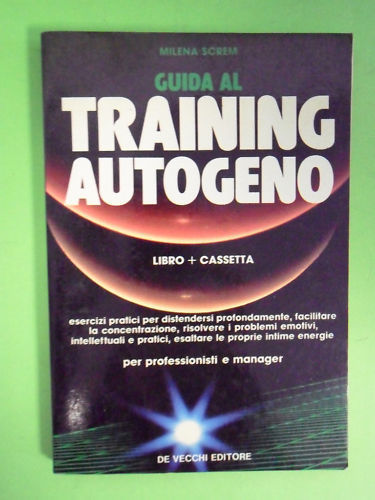 MILENA SCREM
GUIDA AL
TRAINING
AUTOGENO
LIBRO + CASSETTA
esercizi pratici per distendersi profondamente, facilitare
la concentrazione, risolvere i problemi emotivi,
intellettuali e pratici, esaltare le proprie intime energie
per professionisti e manager
DE VECCHI EDITORE